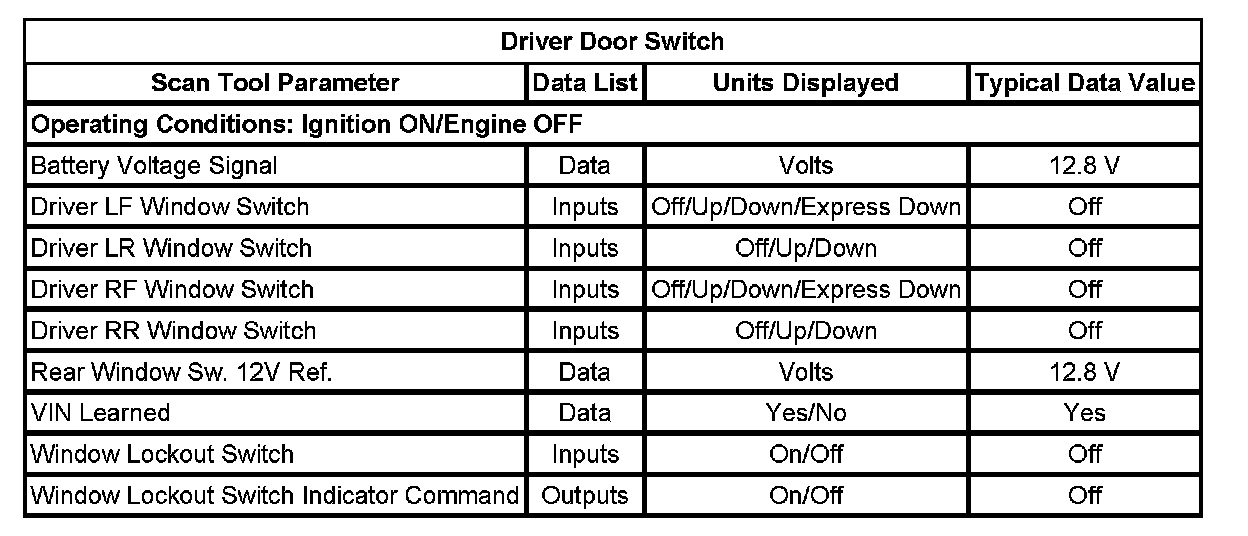 Driver Door Switch
Scan Tool Parameter Data List Units Displayed Typical Data Value
Operating Conditions: Ignition ON/Engine OFF
Battery Voltage Signal Data Volts 12.8 V
Driver LF Window Switch Inputs Off/Up/Down/Express Down Off
Driver LR Window Switch Inputs Off/Up/Down Off
Driver RF Window Switch Inputs Off/Up/Down/Express Down Off
Driver RR Window Switch Inputs Off/Up/Down Off
Rear Window Sw. 12V Ref. Data Volts 12.8 V
VIN Learned Data Yes/No Yes
Window Lockout Switch Inputs On/Off Off
Window Lockout Switch Indicator Command Outputs On/Off Off